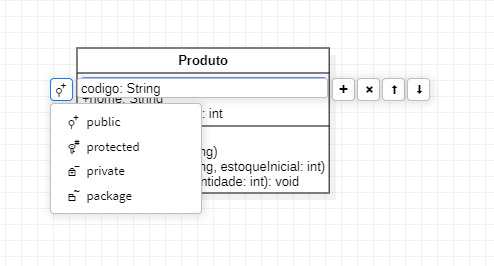 Produto
codigo: String
+nome: String
public
: int
protected
ng)
private
ng, estoqueInicial: int)
ntidade: int): void
package